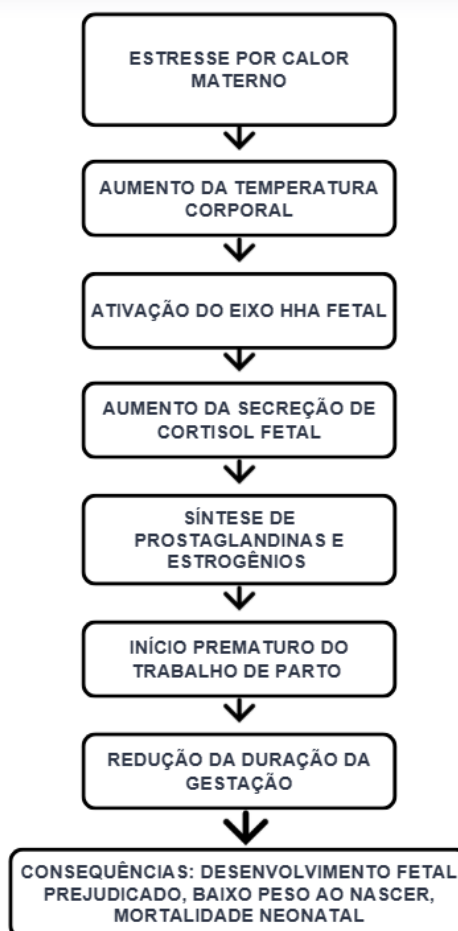 ESTRESSE POR CALOR
MATERNO
AUMENTO DA TEMPERATURA
CORPORAL
ATIVAÇÃO DO EIXO HHA FETAL
AUMENTO DA SECREÇÃO DE
CORTISOL FETAL
SÍNTESE DE
PROSTAGLANDINAS E
ESTROGÊNIOS
INÍCIO PREMATURO DO
TRABALHO DE PARTO
REDUÇÃO DA DURAÇÃO DA
GESTAÇÃO
CONSEQUÊNCIAS: DESENVOLVIMENTO FETAL
PREJUDICADO, BAIXO PESO AO NASCER,
MORTALIDADE NEONATAL